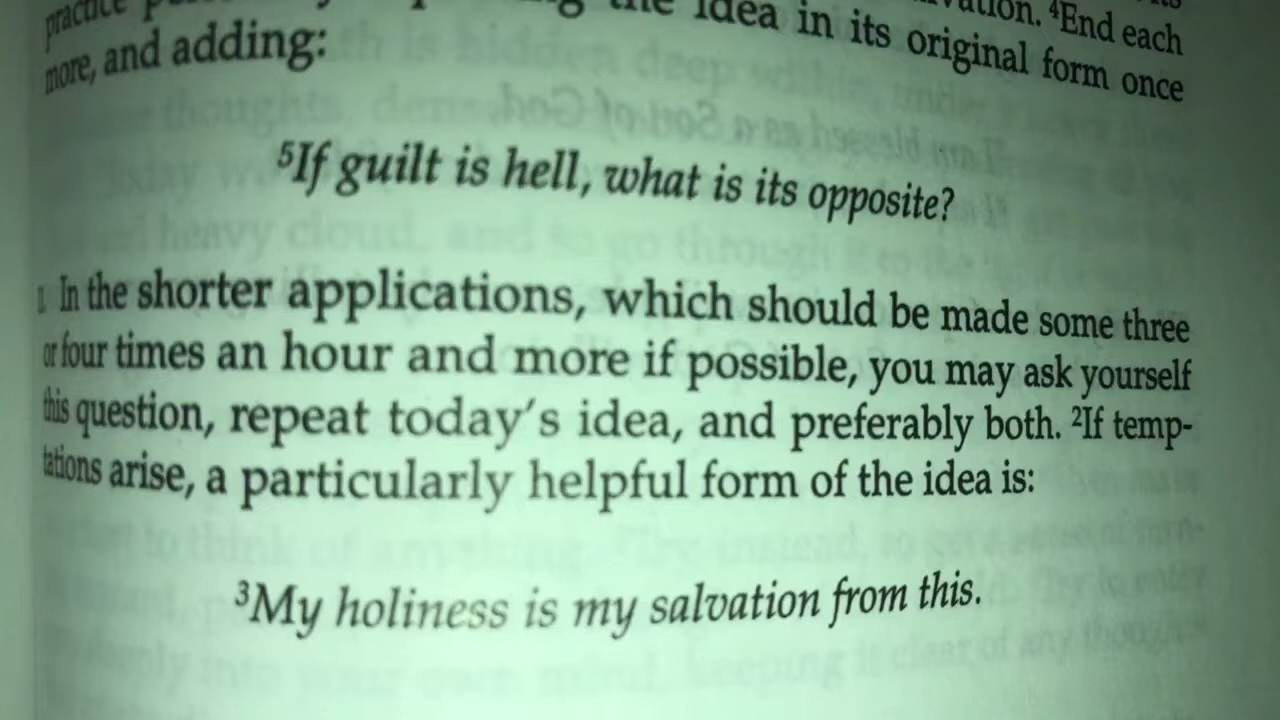 practice the idea in its original form once
vation. ⁴End each
more, and adding:
⁵If guilt is hell, what is its opposite?
In the shorter applications, which should be made some three
or four times an hour and more if possible, you may ask yourself
this question, repeat today's idea, and preferably both. ²If temp-
tations arise, a particularly helpful form of the idea is:
³My holiness is my salvation from this.